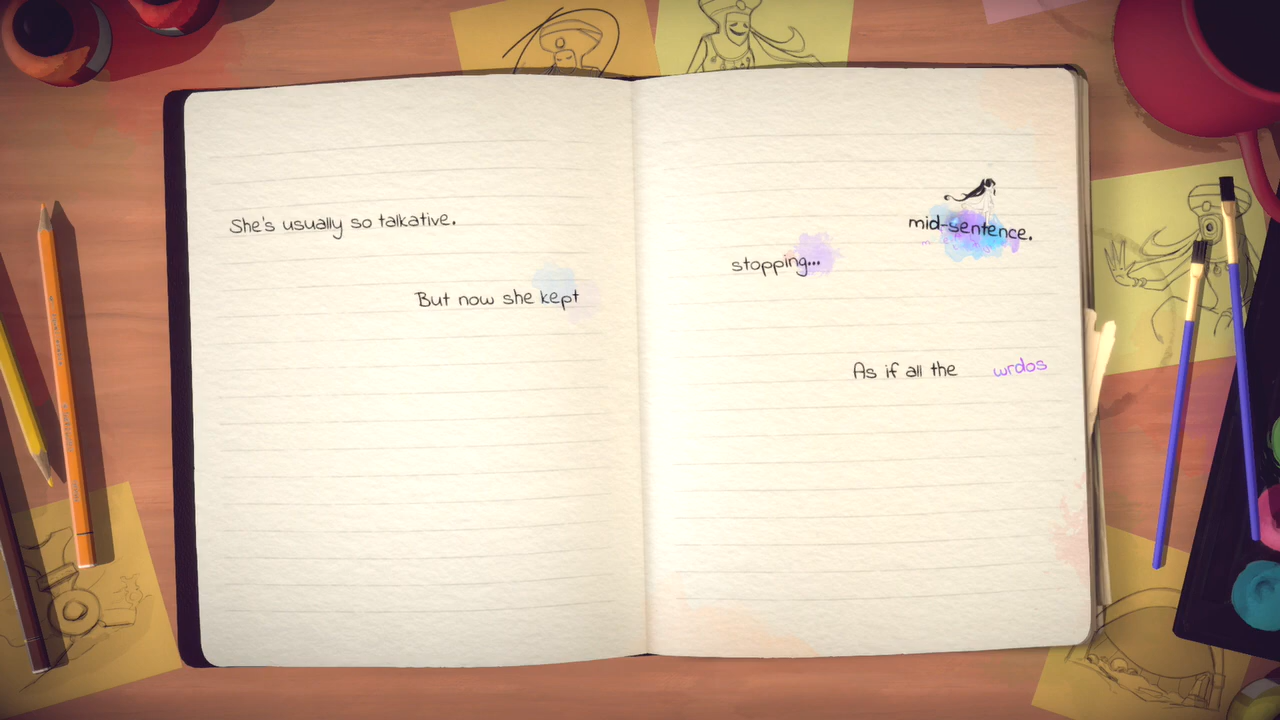 She's usually so talkative.
But now she kept
stopping...
mid-sentence.
As if all the wrdos